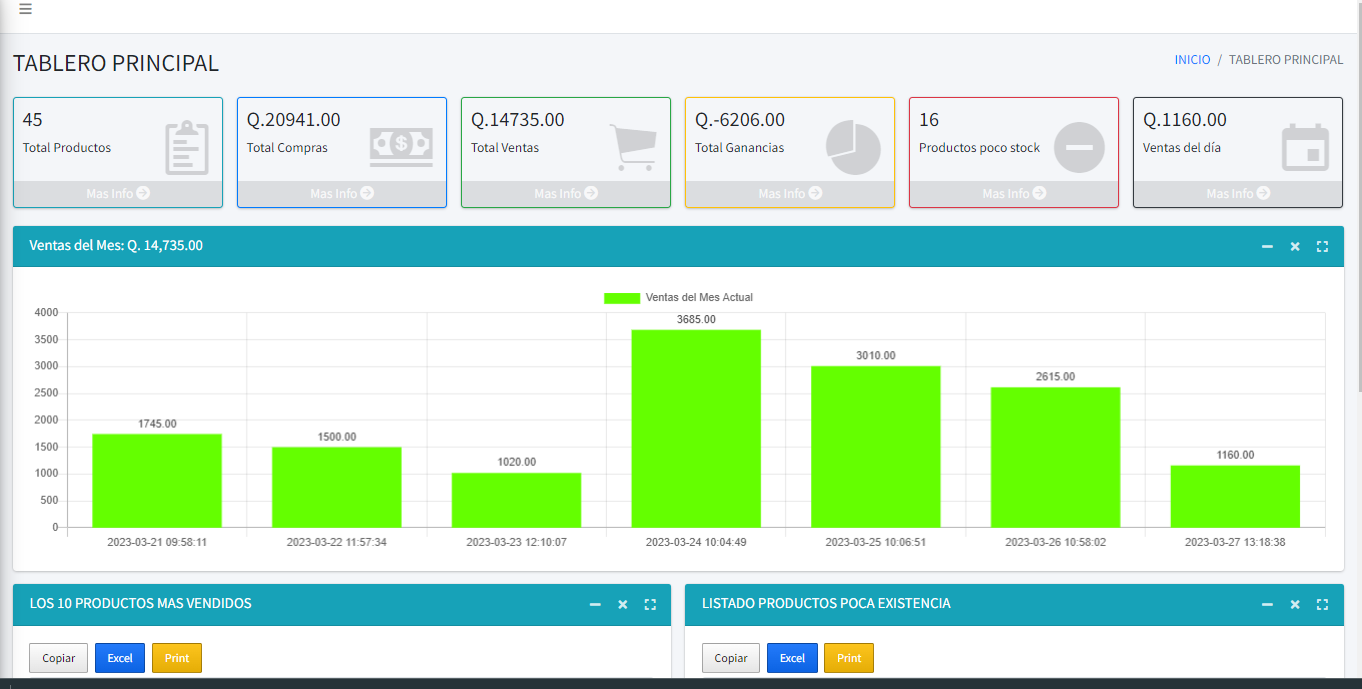 TABLERO PRINCIPAL
INICIO / TABLERO PRINCIPAL
45
Total Productos
Mas Info
Q.20941.00
Total Compras
Mas Info
Q.14735.00
Total Ventas
Mas Info
Q.-6206.00
Total Ganancias
Mas Info
16
Productos poco stock
Mas Info
Q.1160.00
Ventas del día
Mas Info
Ventas del Mes: Q. 14,735.00
Ventas del Mes Actual
4000
3500
3000
2500
2000
1500
1000
500
0
1745.00
1500.00
1020.00
3685.00
3010.00
2615.00
1160.00
2023-03-21 09:58:11
2023-03-22 11:57:34
2023-03-23 12:10:07
2023-03-24 10:04:49
2023-03-25 10:06:51
2023-03-26 10:58:02
2023-03-27 13:18:38
LOS 10 PRODUCTOS MAS VENDIDOS
Copiar Excel Print
LISTADO PRODUCTOS POCA EXISTENCIA
Copiar Excel Print